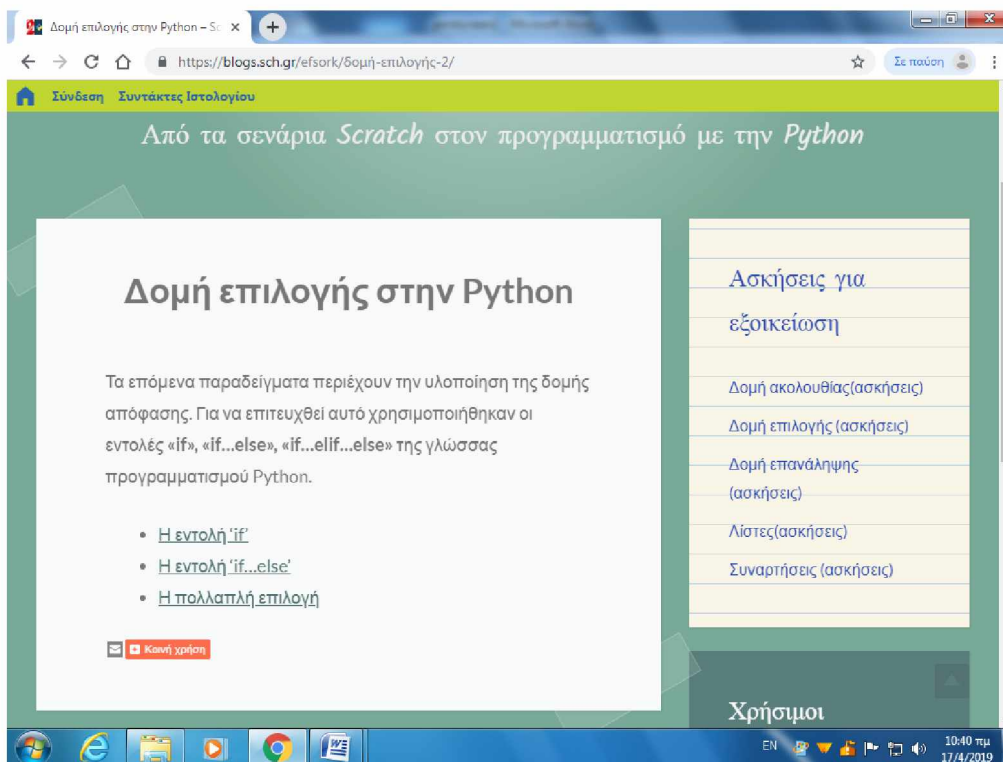 Δομή επιλογής στην Python – Sc
https://blogs.sch.gr/efsork/δομή-επιλογής-2/
Σε παύση
Σύνδεση Συντάκτες Ιστολογίου
Από τα σενάρια Scratch στον προγραμματισμό με την Python
Δομή επιλογής στην Python
Τα επόμενα παραδείγματα περιέχουν την υλοποίηση της δομής
απόφασης. Για να επιτευχθεί αυτό χρησιμοποιήθηκαν οι
εντολές «if», «if...else», «if...elif...else» της γλώσσας
προγραμματισμού Python.
• Η εντολή 'if'
• Η εντολή 'if...else'
• Η πολλαπλή επιλογή
Κοινή χρήση
Ασκήσεις για
εξοικείωση
Δομή ακολουθίας(ασκήσεις)
Δομή επιλογής (ασκήσεις)
Δομή επανάληψης
(ασκήσεις)
Λίστες(ασκήσεις)
Συναρτήσεις (ασκήσεις)
Χρήσιμοι
EN
10:40 πμ
17/4/2019